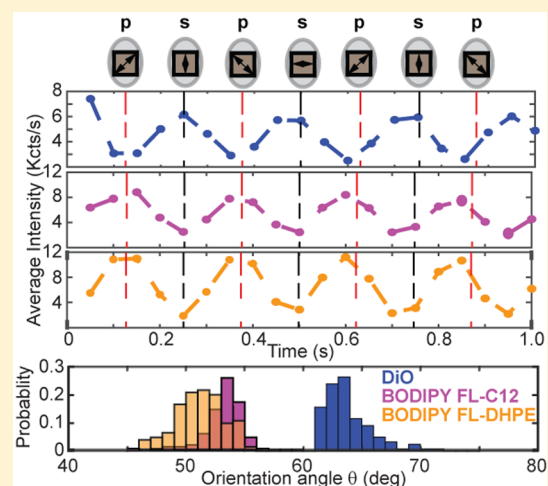 p s p s p s p
8
6
4
2
12
8
4
12
8
4
Average Intensity (Kcts/s)
0.2 0.4 0.6 0.8 1.0
Time (s)
0.3
0.2
0.1
0
Probablity
DiO
BODIPY FL-C12
BODIPY FL-DHPE
40 50 60 70 80
Orientation angle θ (deg)